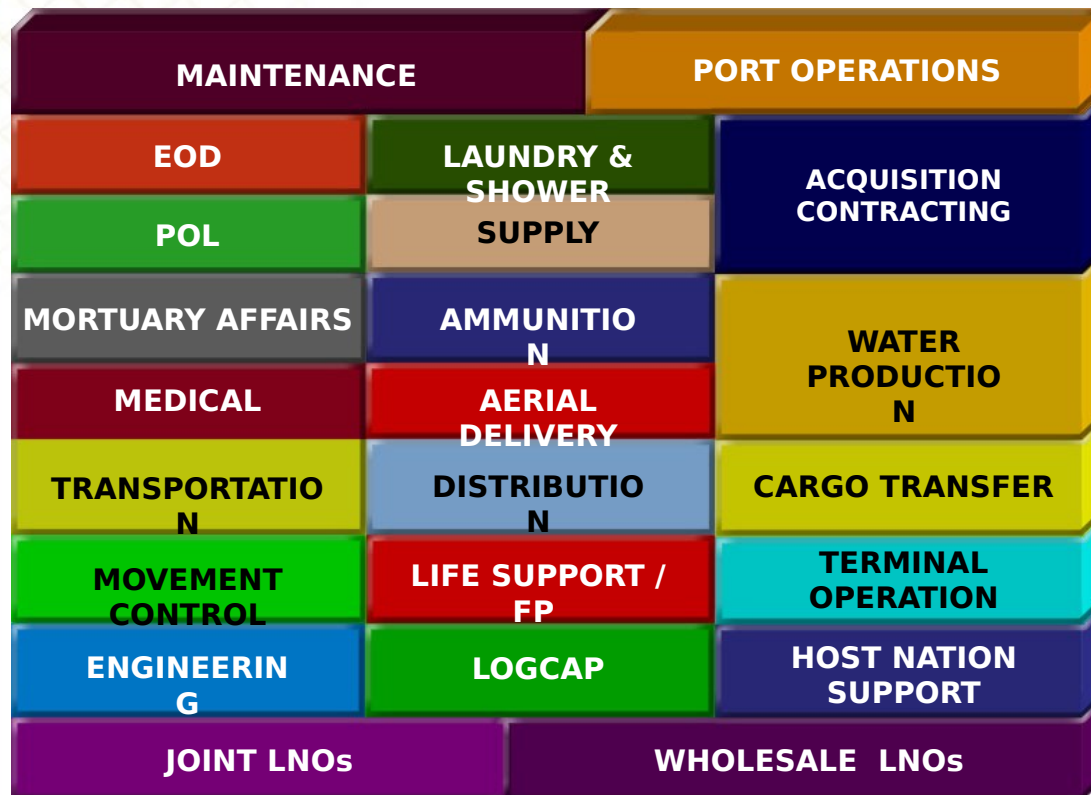 MAINTENANCE
PORT OPERATIONS
EOD
LAUNDRY &
SHOWER
ACQUISITION
CONTRACTING
POL
SUPPLY
MORTUARY AFFAIRS
AMMUNITIO
N
WATER
PRODUCTIO
N
MEDICAL
AERIAL
DELIVERY
TRANSPORTATIO
N
DISTRIBUTIO
N
CARGO TRANSFER
MOVEMENT
CONTROL
LIFE SUPPORT /
FP
TERMINAL
OPERATION
ENGINEERIN
G
LOGCAP
HOST NATION
SUPPORT
JOINT LNOs
WHOLESALE  LNOs